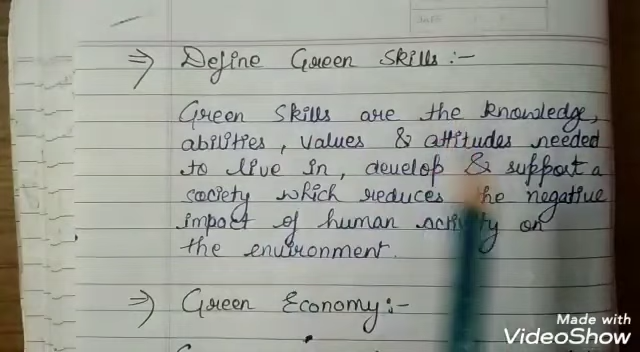 ⇒ Define Green Skills :-
Green Skills are the knowledge,
abilities, values & attitudes needed
to live in, develop & support a
society which reduces the negative
impact of human activity on
the environment.
⇒ Green Economy :-
Made with
VideoShow